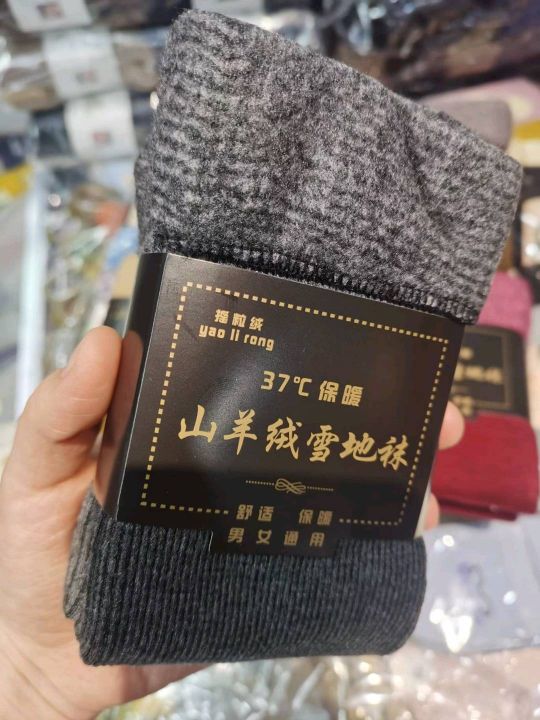 摇粒绒
yao li rong
37℃ 保暖
山羊绒雪地袜
舒适 保暖
男女通用